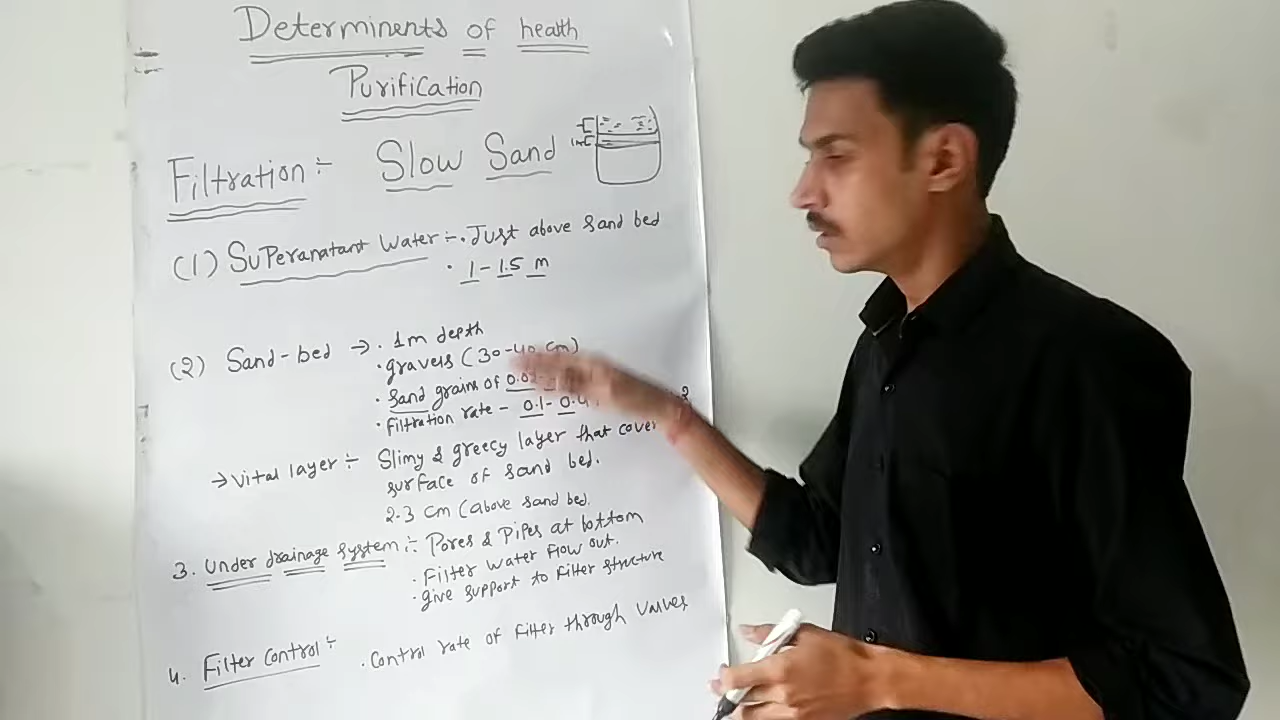 Determinents of health
Purification
Filtration :- Slow Sand
(1) Superanatant Water :- · Just above sand bed
· 1 - 1.5 m
(2) Sand-bed → · 1m depth
· gravels (30-40 cm)
· Sand grains of
· Filtration rate - 0.1 - 0.4
→ Vital layer :- Slimy & greecy layer that cover
surface of sand bed.
2.3 cm (above sand bed.
3. Under drainage system :- Pores & Pipes at bottom
· Filter water flow out.
· Give support to filter structure
4. Filter control :-
· Control rate of filter through valves